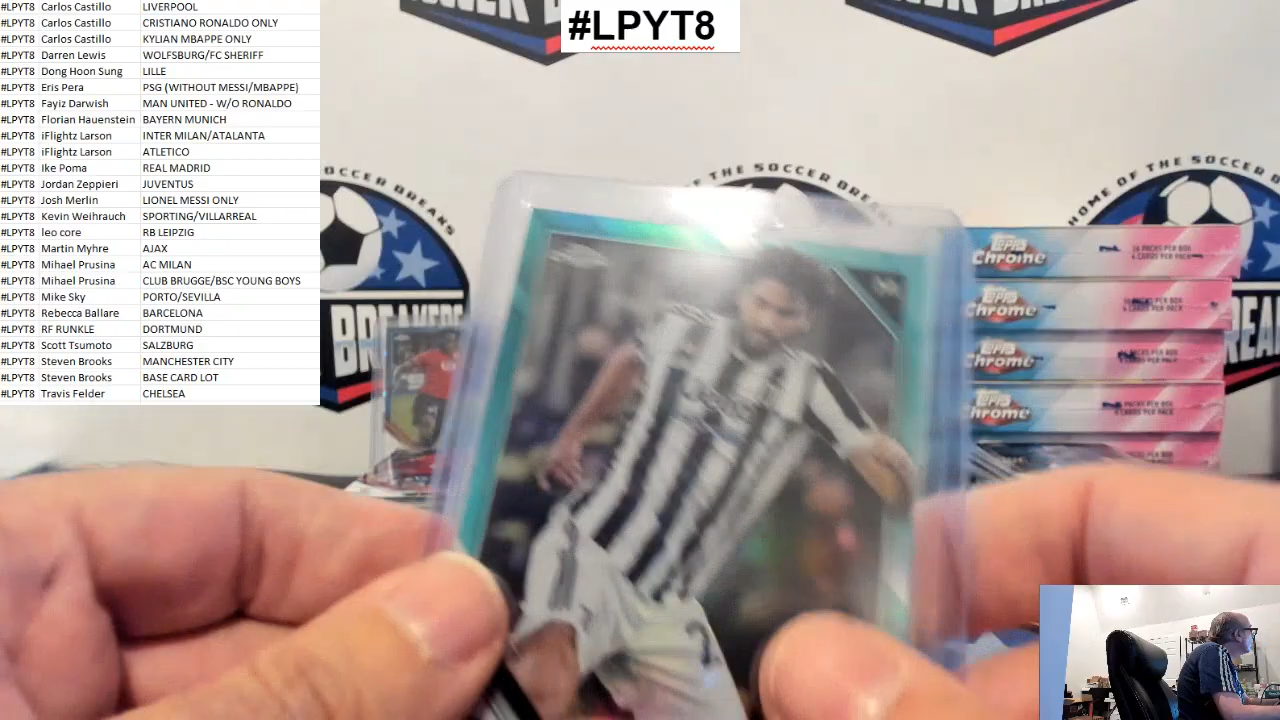 #LPYT8 Carlos Castillo LIVERPOOL
#LPYT8 Carlos Castillo CRISTIANO RONALDO ONLY
#LPYT8 Carlos Castillo KYLIAN MBAPPE ONLY
#LPYT8 Darren Lewis WOLFSBURG/FC SHERIFF
#LPYT8 Dong Hoon Sung LILLE
#LPYT8 Eris Pera PSG (WITHOUT MESSI/MBAPPE)
#LPYT8 Fayiz Darwish MAN UNITED - W/O RONALDO
#LPYT8 Florian Hauenstein BAYERN MUNICH
#LPYT8 iFlightz Larson INTER MILAN/ATALANTA
#LPYT8 iFlightz Larson ATLETICO
#LPYT8 Ike Poma REAL MADRID
#LPYT8 Jordan Zeppieri JUVENTUS
#LPYT8 Josh Merlin LIONEL MESSI ONLY
#LPYT8 Kevin Weihrauch SPORTING/VILLARREAL
#LPYT8 leo core RB LEIPZIG
#LPYT8 Martin Myhre AJAX
#LPYT8 Mihael Prusina AC MILAN
#LPYT8 Mihael Prusina CLUB BRUGGE/BSC YOUNG BOYS
#LPYT8 Mike Sky PORTO/SEVILLA
#LPYT8 Rebecca Ballare BARCELONA
#LPYT8 RF RUNKLE DORTMUND
#LPYT8 Scott Tsumoto SALZBURG
#LPYT8 Steven Brooks MANCHESTER CITY
#LPYT8 Steven Brooks BASE CARD LOT
#LPYT8 Travis Felder CHELSEA
#LPYT8
SOCCER BREAKS
BREAKERS
THE SOCCER BREAKS
HOME OF THE SOCCER
BREA
Topps Chrome
Topps Chrome
Topps Chrome
Topps Chrome